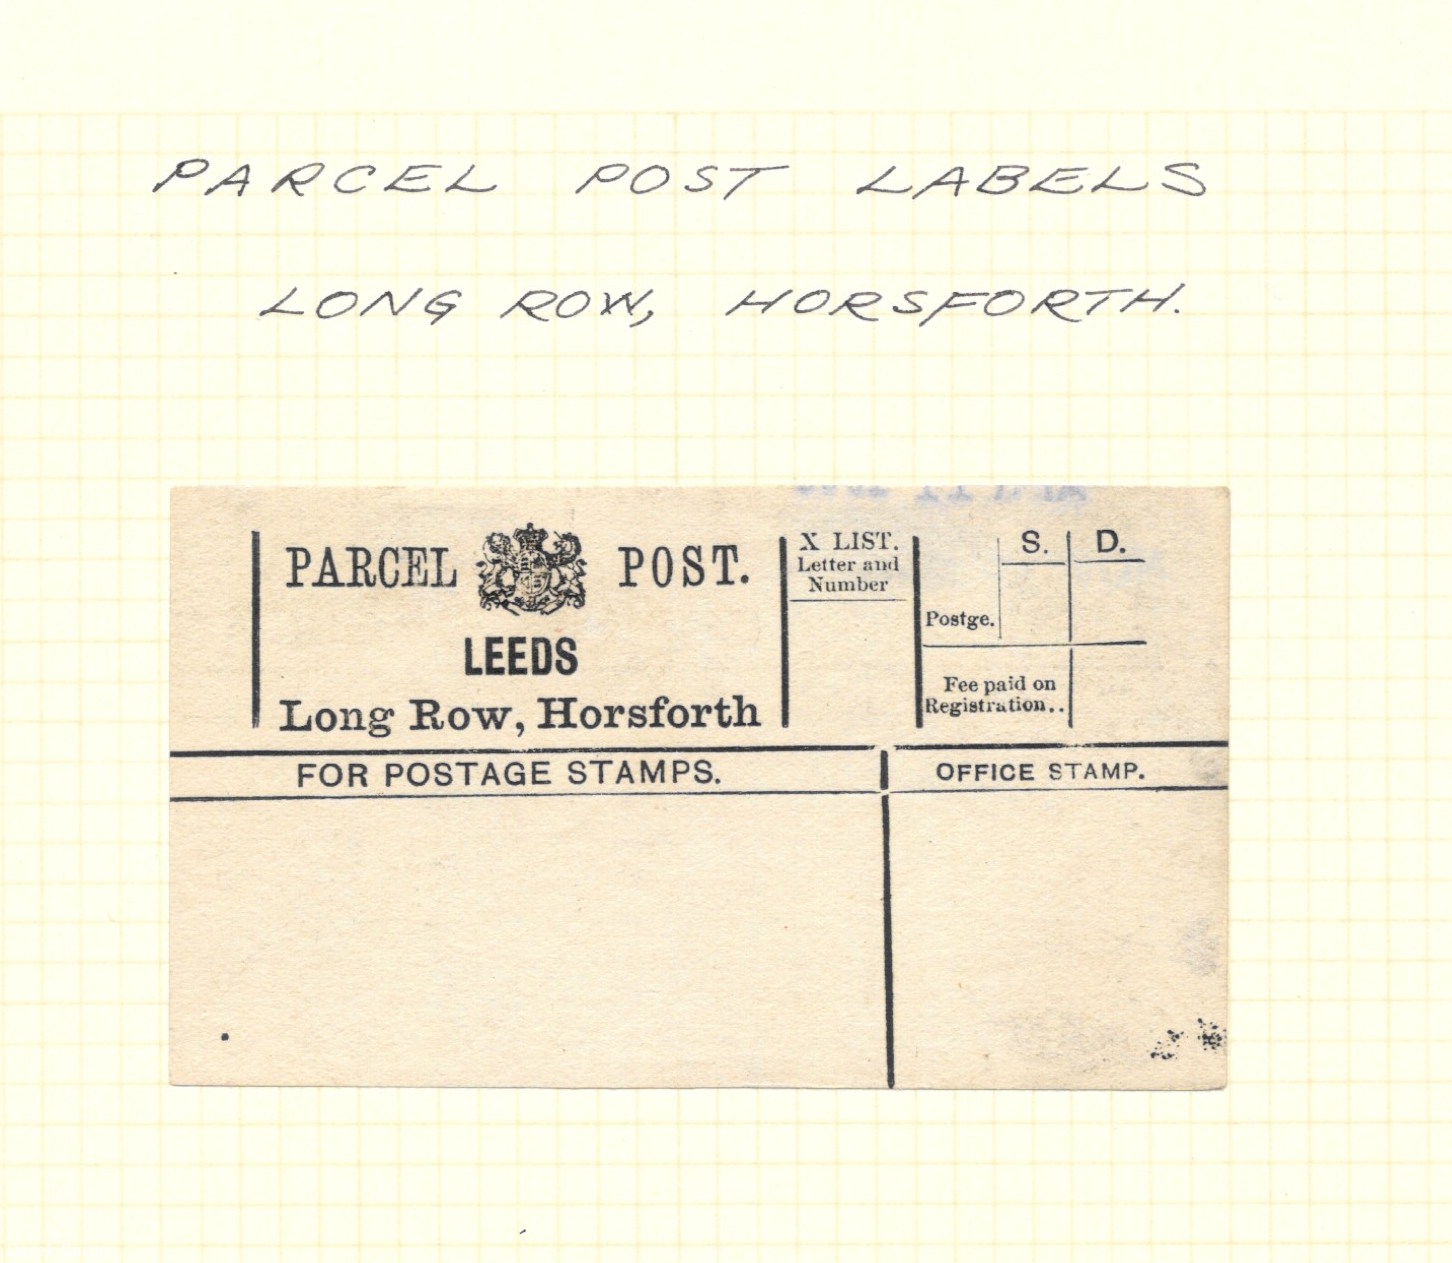 PARCEL POST LABELS
LONG ROW, HORSFORTH.
PARCEL POST.
LEEDS
Long Row, Horsforth
X LIST.
Letter and
Number
S. D.
Postge.
Fee paid on
Registration..
FOR POSTAGE STAMPS.
OFFICE STAMP.